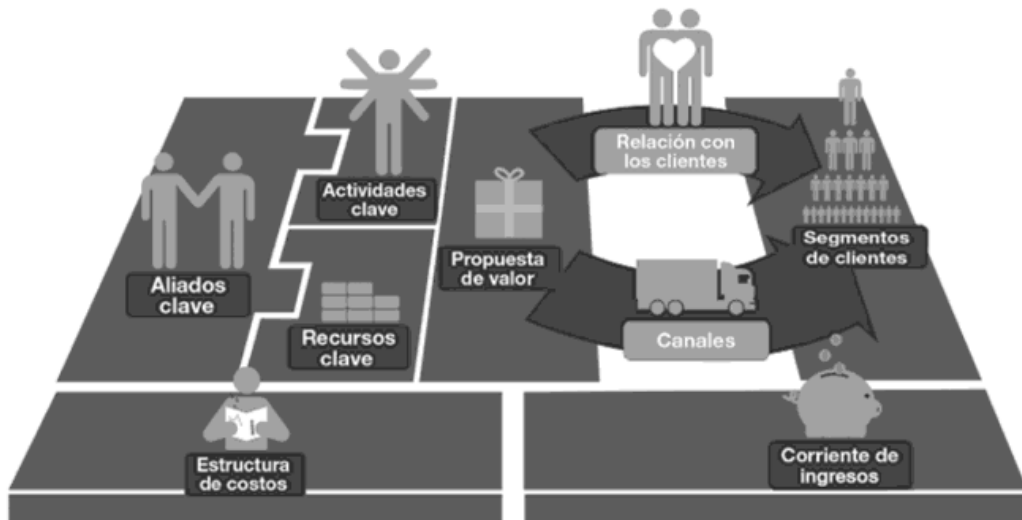 Relación con
los clientes
Actividades
clave
Segmentos
de clientes
Propuesta
de valor
Aliados
clave
Recursos
clave
Canales
Estructura
de costos
Corriente de
ingresos